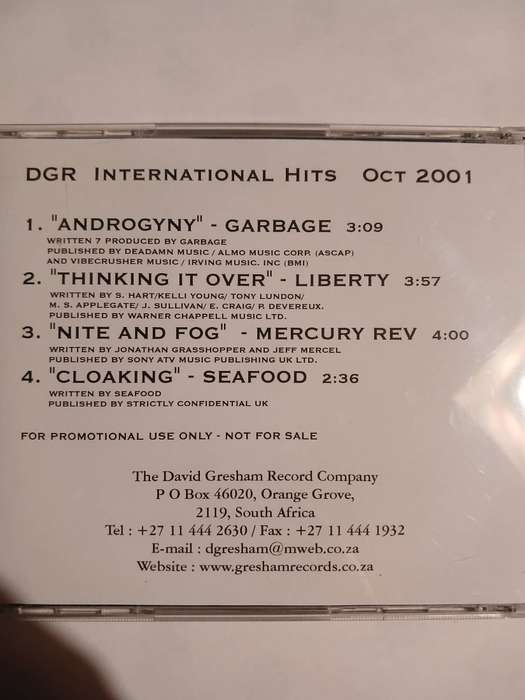 DGR INTERNATIONAL HITS OCT 2001
1. "ANDROGYNY" - GARBAGE 3:09
WRITTEN 7 PRODUCED BY GARBAGE
PUBLISHED BY DEADAMN MUSIC / ALMO MUSIC CORP. (ASCAP)
AND VIBECRUSHER MUSIC / IRVING MUSIC. INC (BMI)
2. "THINKING IT OVER" - LIBERTY 3:57
WRITTEN BY S. HART/KELLI YOUNG/ TONY LUNDON/
M. S. APPLEGATE/ J. SULLIVAN/ E. CRAIG/ P. DEVEREUX.
PUBLISHED BY WARNER CHAPPELL MUSIC LTD.
3. "NITE AND FOG" - MERCURY REV 4:00
WRITTEN BY JONATHAN GRASSHOPPER AND JEFF MERCEL
PUBLISHED BY SONY ATV MUSIC PUBLISHING UK LTD.
4. "CLOAKING" - SEAFOOD 2:36
WRITTEN BY SEAFOOD
PUBLISHED BY STRICTLY CONFIDENTIAL UK
FOR PROMOTIONAL USE ONLY - NOT FOR SALE
The David Gresham Record Company
P O Box 46020, Orange Grove,
2119, South Africa
Tel : +27 11 444 2630 / Fax : +27 11 444 1932
E-mail : dgresham@mweb.co.za
Website : www.greshamrecords.co.za